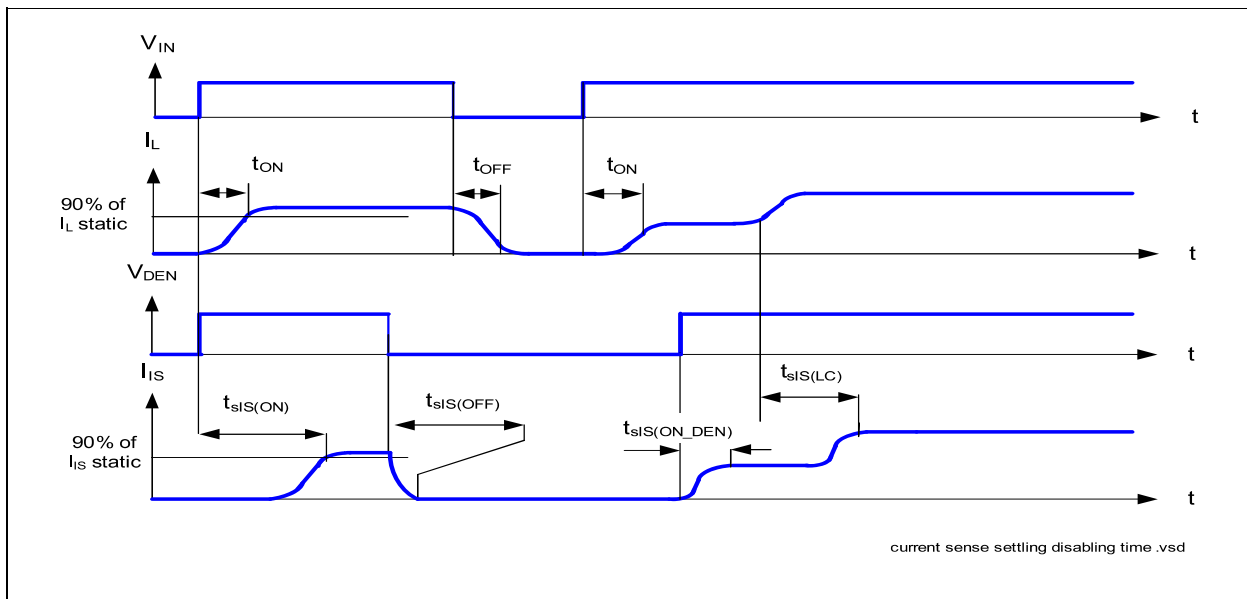 VIN
t
IL
tON
tOFF
tON
90% of
IL static
t
VDEN
t
IIS
tsIS(ON)
tsIS(OFF)
tsIS(LC)
tsIS(ON_DEN)
90% of
IIS static
t
current sense settling disabling time .vsd